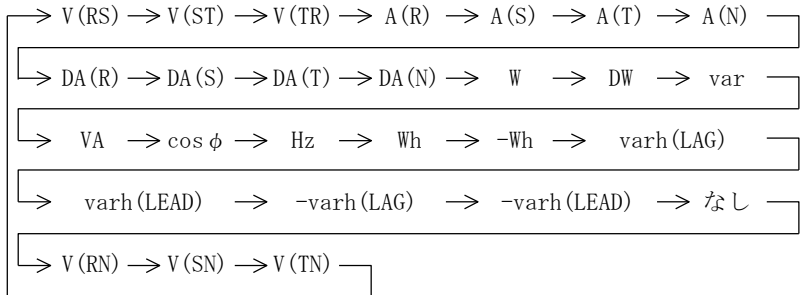 V(RS) → V(ST) → V(TR) → A(R) → A(S) → A(T) → A(N)
DA(R) → DA(S) → DA(T) → DA(N) → W → DW → var
VA → cosφ → Hz → Wh → -Wh → varh(LAG)
varh(LEAD) → -varh(LAG) → -varh(LEAD) → なし
V(RN) → V(SN) → V(TN)